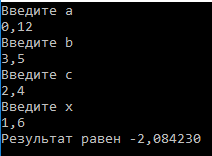 Введите a
0,12
Введите b
3,5
Введите c
2,4
Введите x
1,6
Результат равен -2,084230